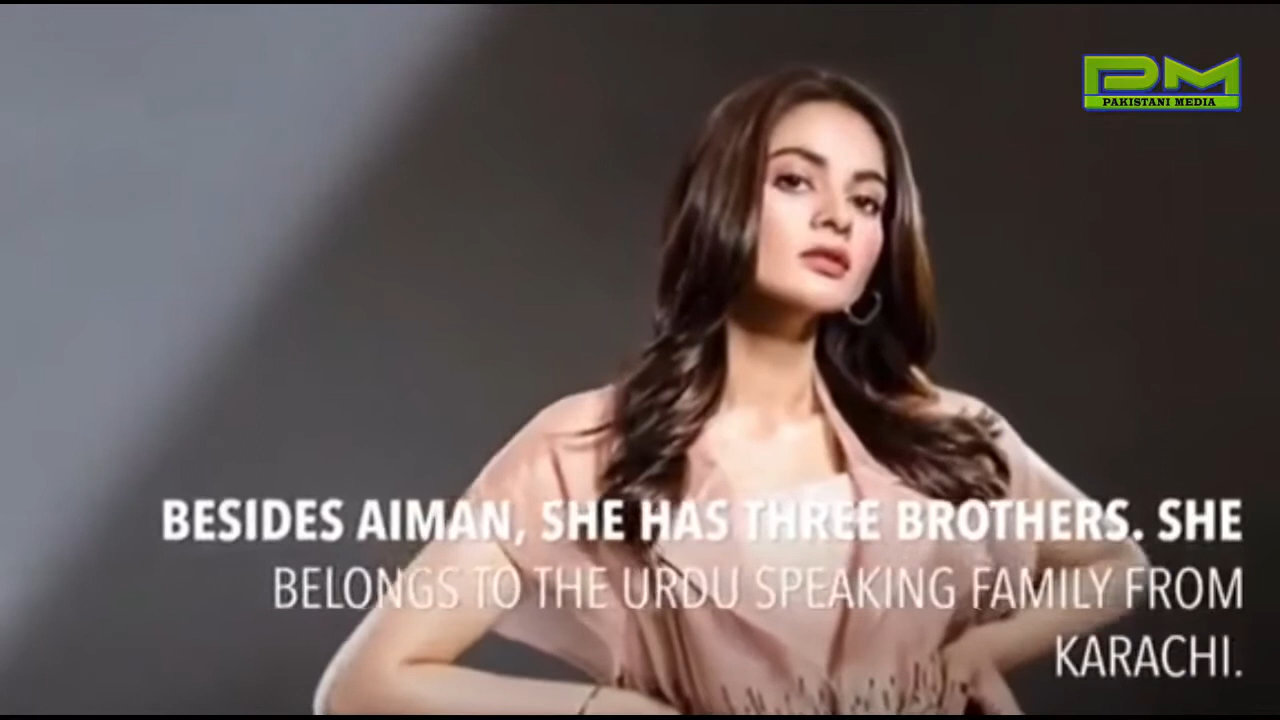 PM
PAKISTANI MEDIA
BESIDES AIMAN, SHE HAS THREE BROTHERS. SHE
BELONGS TO THE URDU SPEAKING FAMILY FROM
KARACHI.